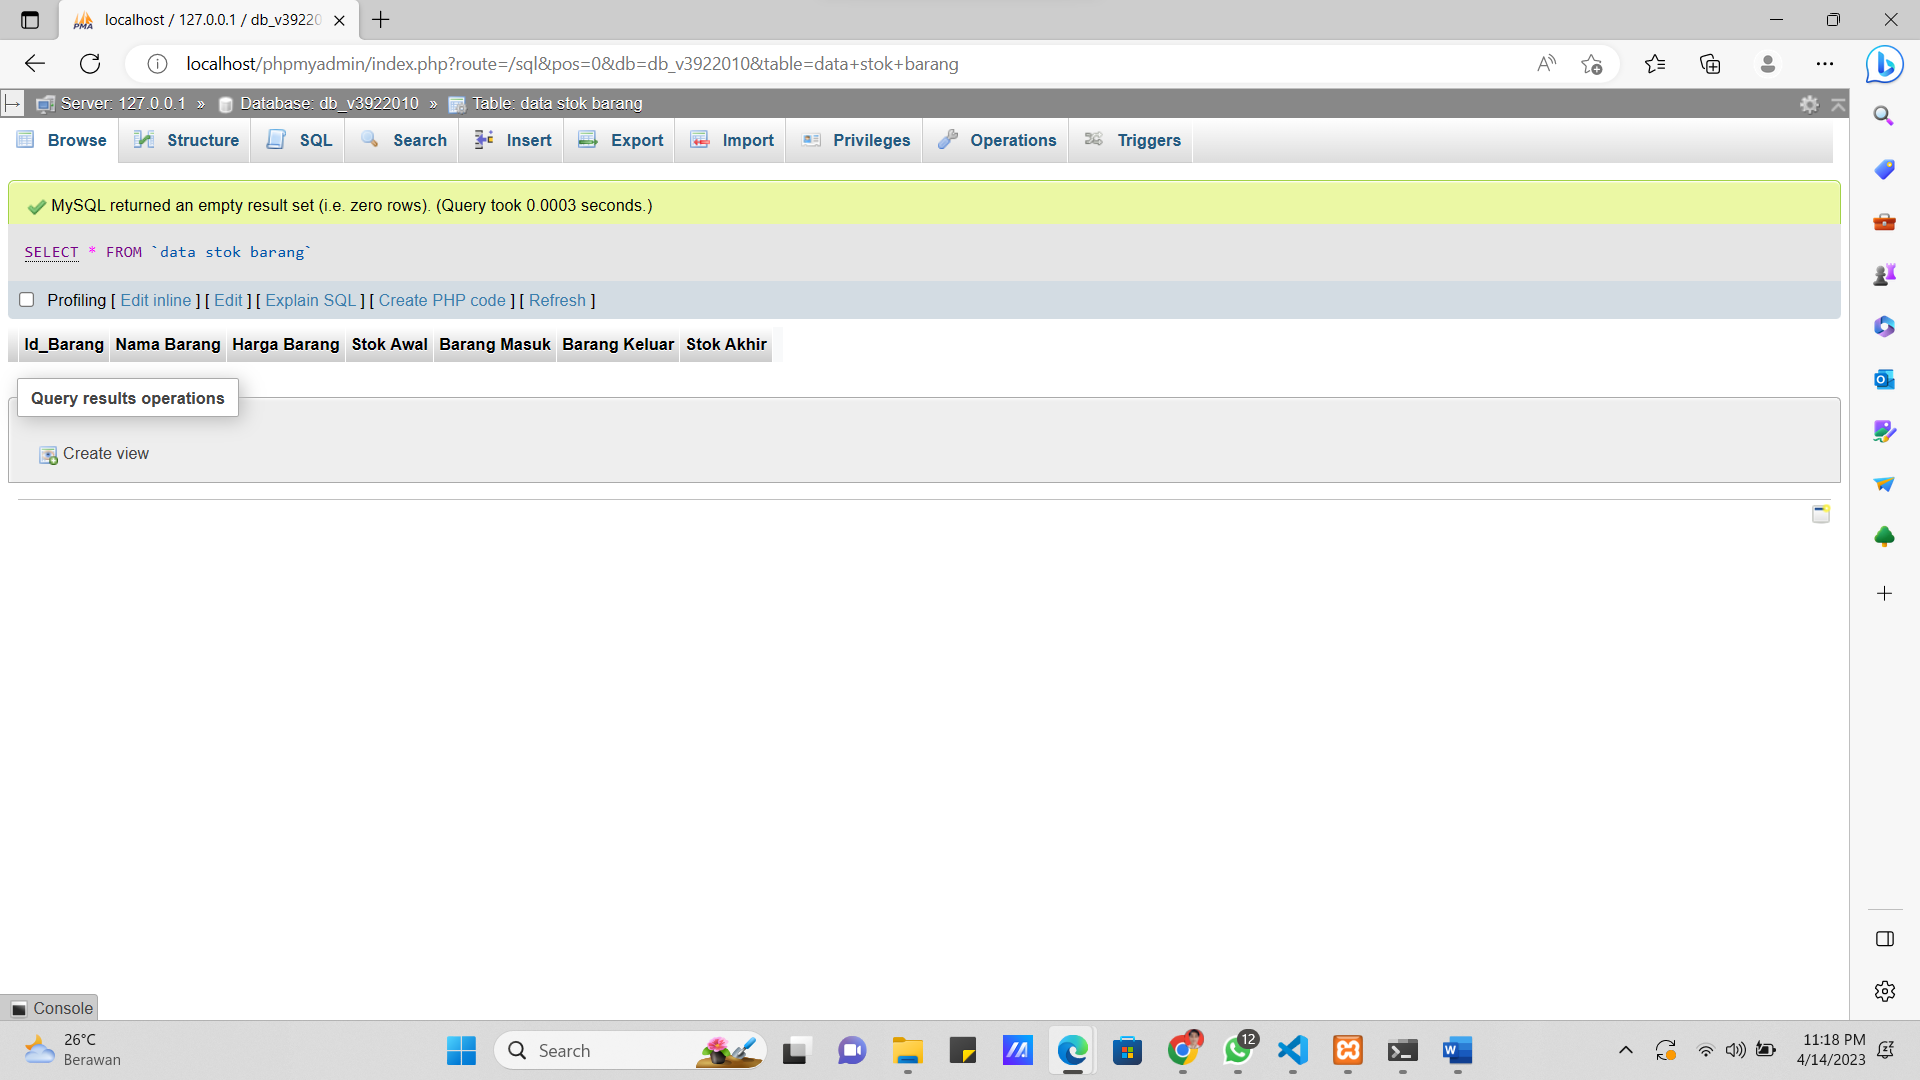 localhost / 127.0.0.1 / db_v39220
localhost/phpmyadmin/index.php?route=/sql&pos=0&db=db_v3922010&table=data+stok+barang
Server: 127.0.0.1 » Database: db_v3922010 » Table: data stok barang
Browse Structure SQL Search Insert Export Import Privileges Operations Triggers
MySQL returned an empty result set (i.e. zero rows). (Query took 0.0003 seconds.)
SELECT * FROM `data stok barang`
Profiling [ Edit inline ] [ Edit ] [ Explain SQL ] [ Create PHP code ] [ Refresh ]
Id_Barang Nama Barang Harga Barang Stok Awal Barang Masuk Barang Keluar Stok Akhir
Query results operations
Create view
Console
26°C
Berawan
Search
12
11:18 PM
4/14/2023